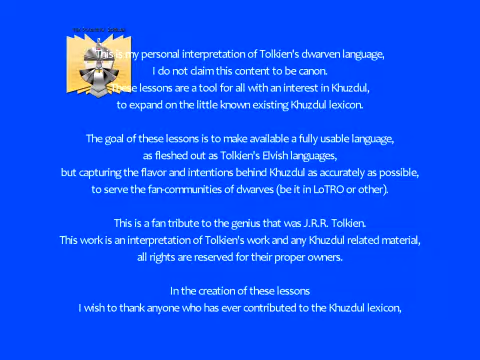 This is my personal interpretation of Tolkien's dwarven language,
I do not claim this content to be canon.
These lessons are a tool for all with an interest in Khuzdul,
to expand on the little known existing Khuzdul lexicon.
The goal of these lessons is to make available a fully usable language,
as fleshed out as Tolkien's Elvish languages,
but capturing the flavor and intentions behind Khuzdul as accurately as possible,
to serve the fan-communities of dwarves (be it in LoTRO or other).
This is a fan tribute to the genius that was J.R.R. Tolkien.
This work is an interpretation of Tolkien's work and any Khuzdul related material,
all rights are reserved for their proper owners.
In the creation of these lessons
I wish to thank anyone who has ever contributed to the Khuzdul lexicon,